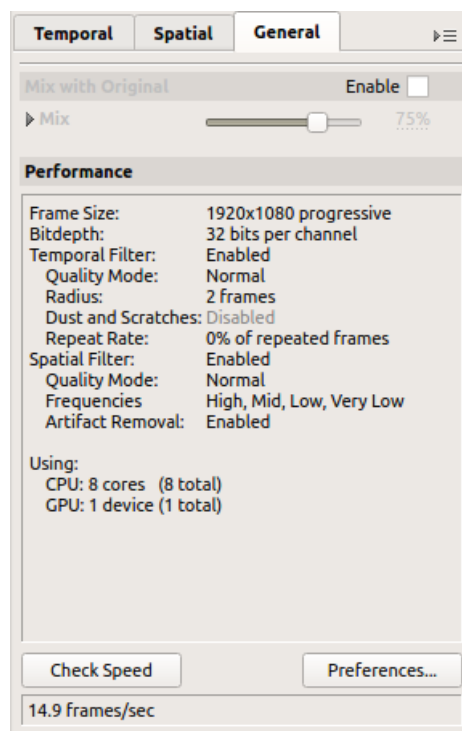 Temporal Spatial General
Mix with Original Enable
Mix 75%
Performance
Frame Size: 1920x1080 progressive
Bitdepth: 32 bits per channel
Temporal Filter: Enabled
Quality Mode: Normal
Radius: 2 frames
Dust and Scratches: Disabled
Repeat Rate: 0% of repeated frames
Spatial Filter: Enabled
Quality Mode: Normal
Frequencies High, Mid, Low, Very Low
Artifact Removal: Enabled
Using:
CPU: 8 cores (8 total)
GPU: 1 device (1 total)
Check Speed Preferences...
14.9 frames/sec